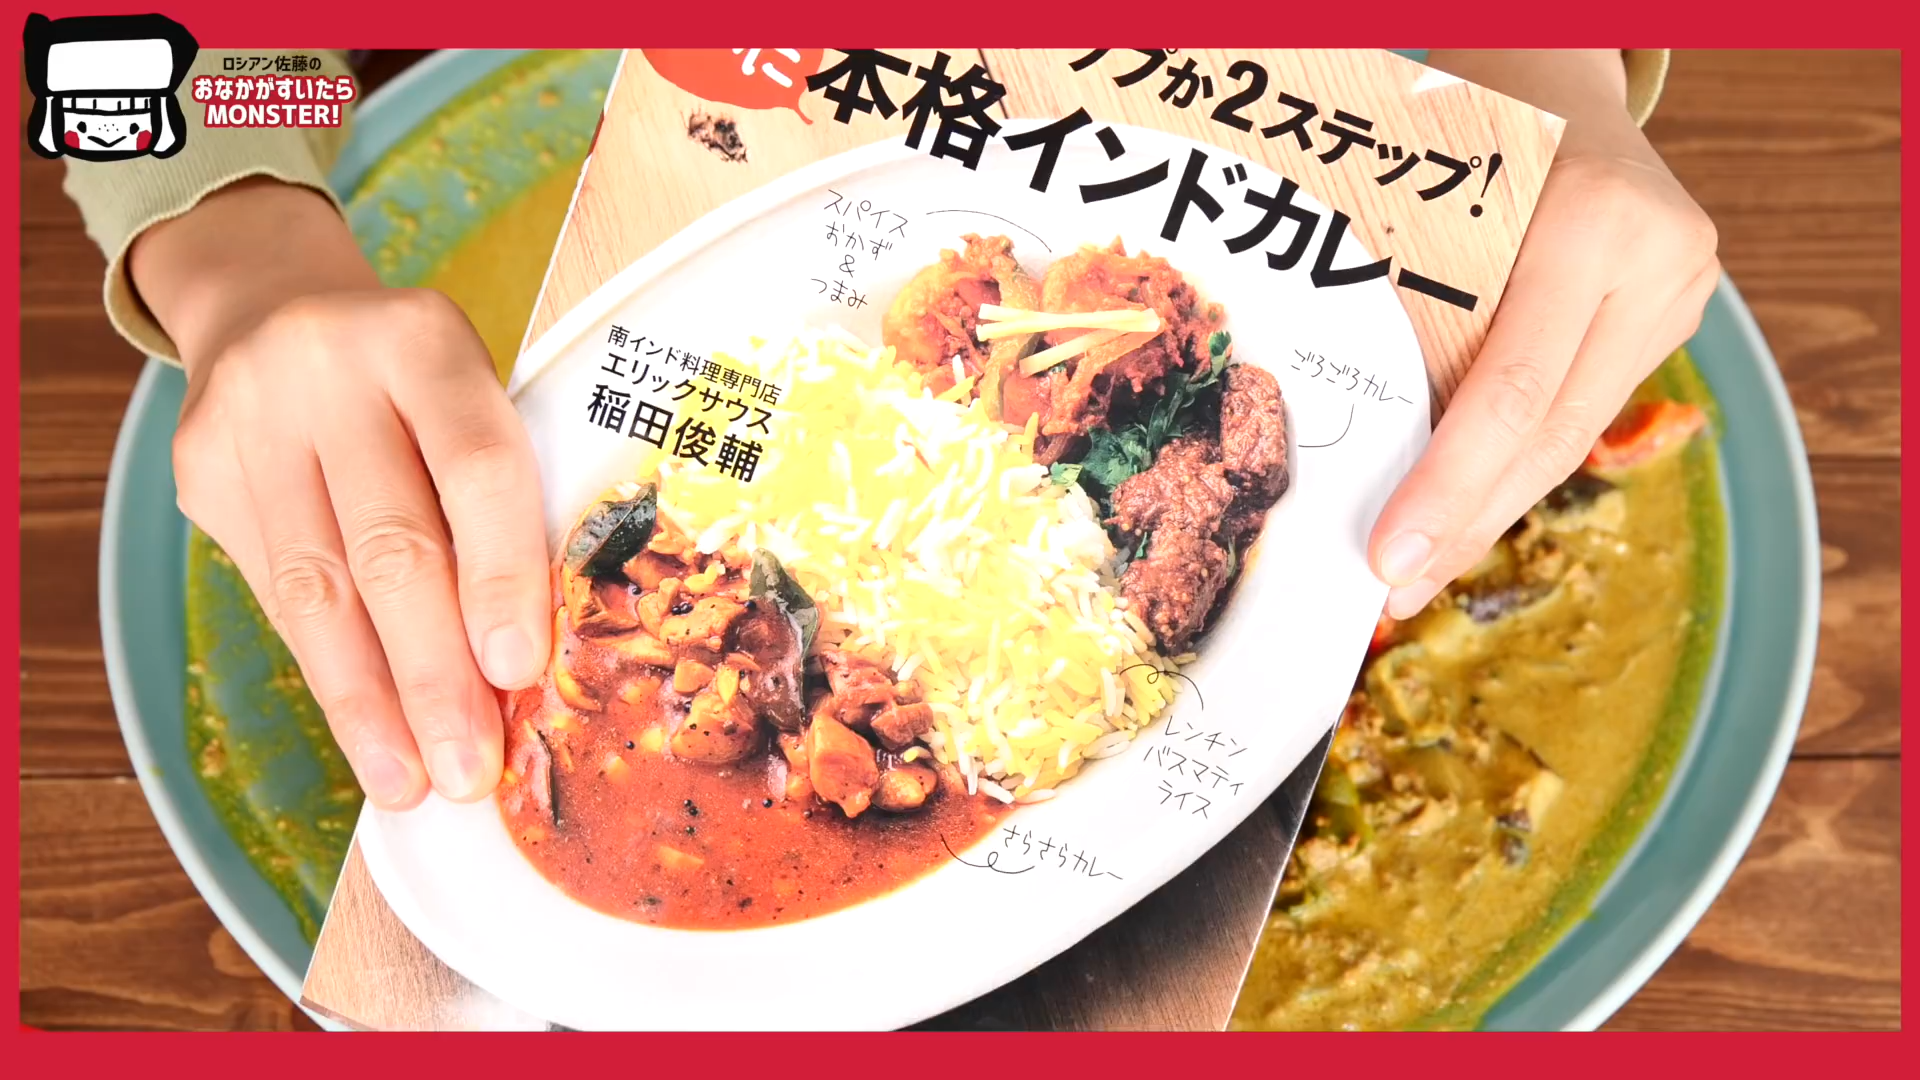 ロシアン佐藤の
おなかがすいたら
MONSTER!
プか2ステップ!
に
本格インドカレー
スパイス
おかず
&
つまみ
南インド料理専門店
エリックサウス
稲田俊輔
ごろごろカレー
レンチン
バスマティ
ライス
さらさらカレー